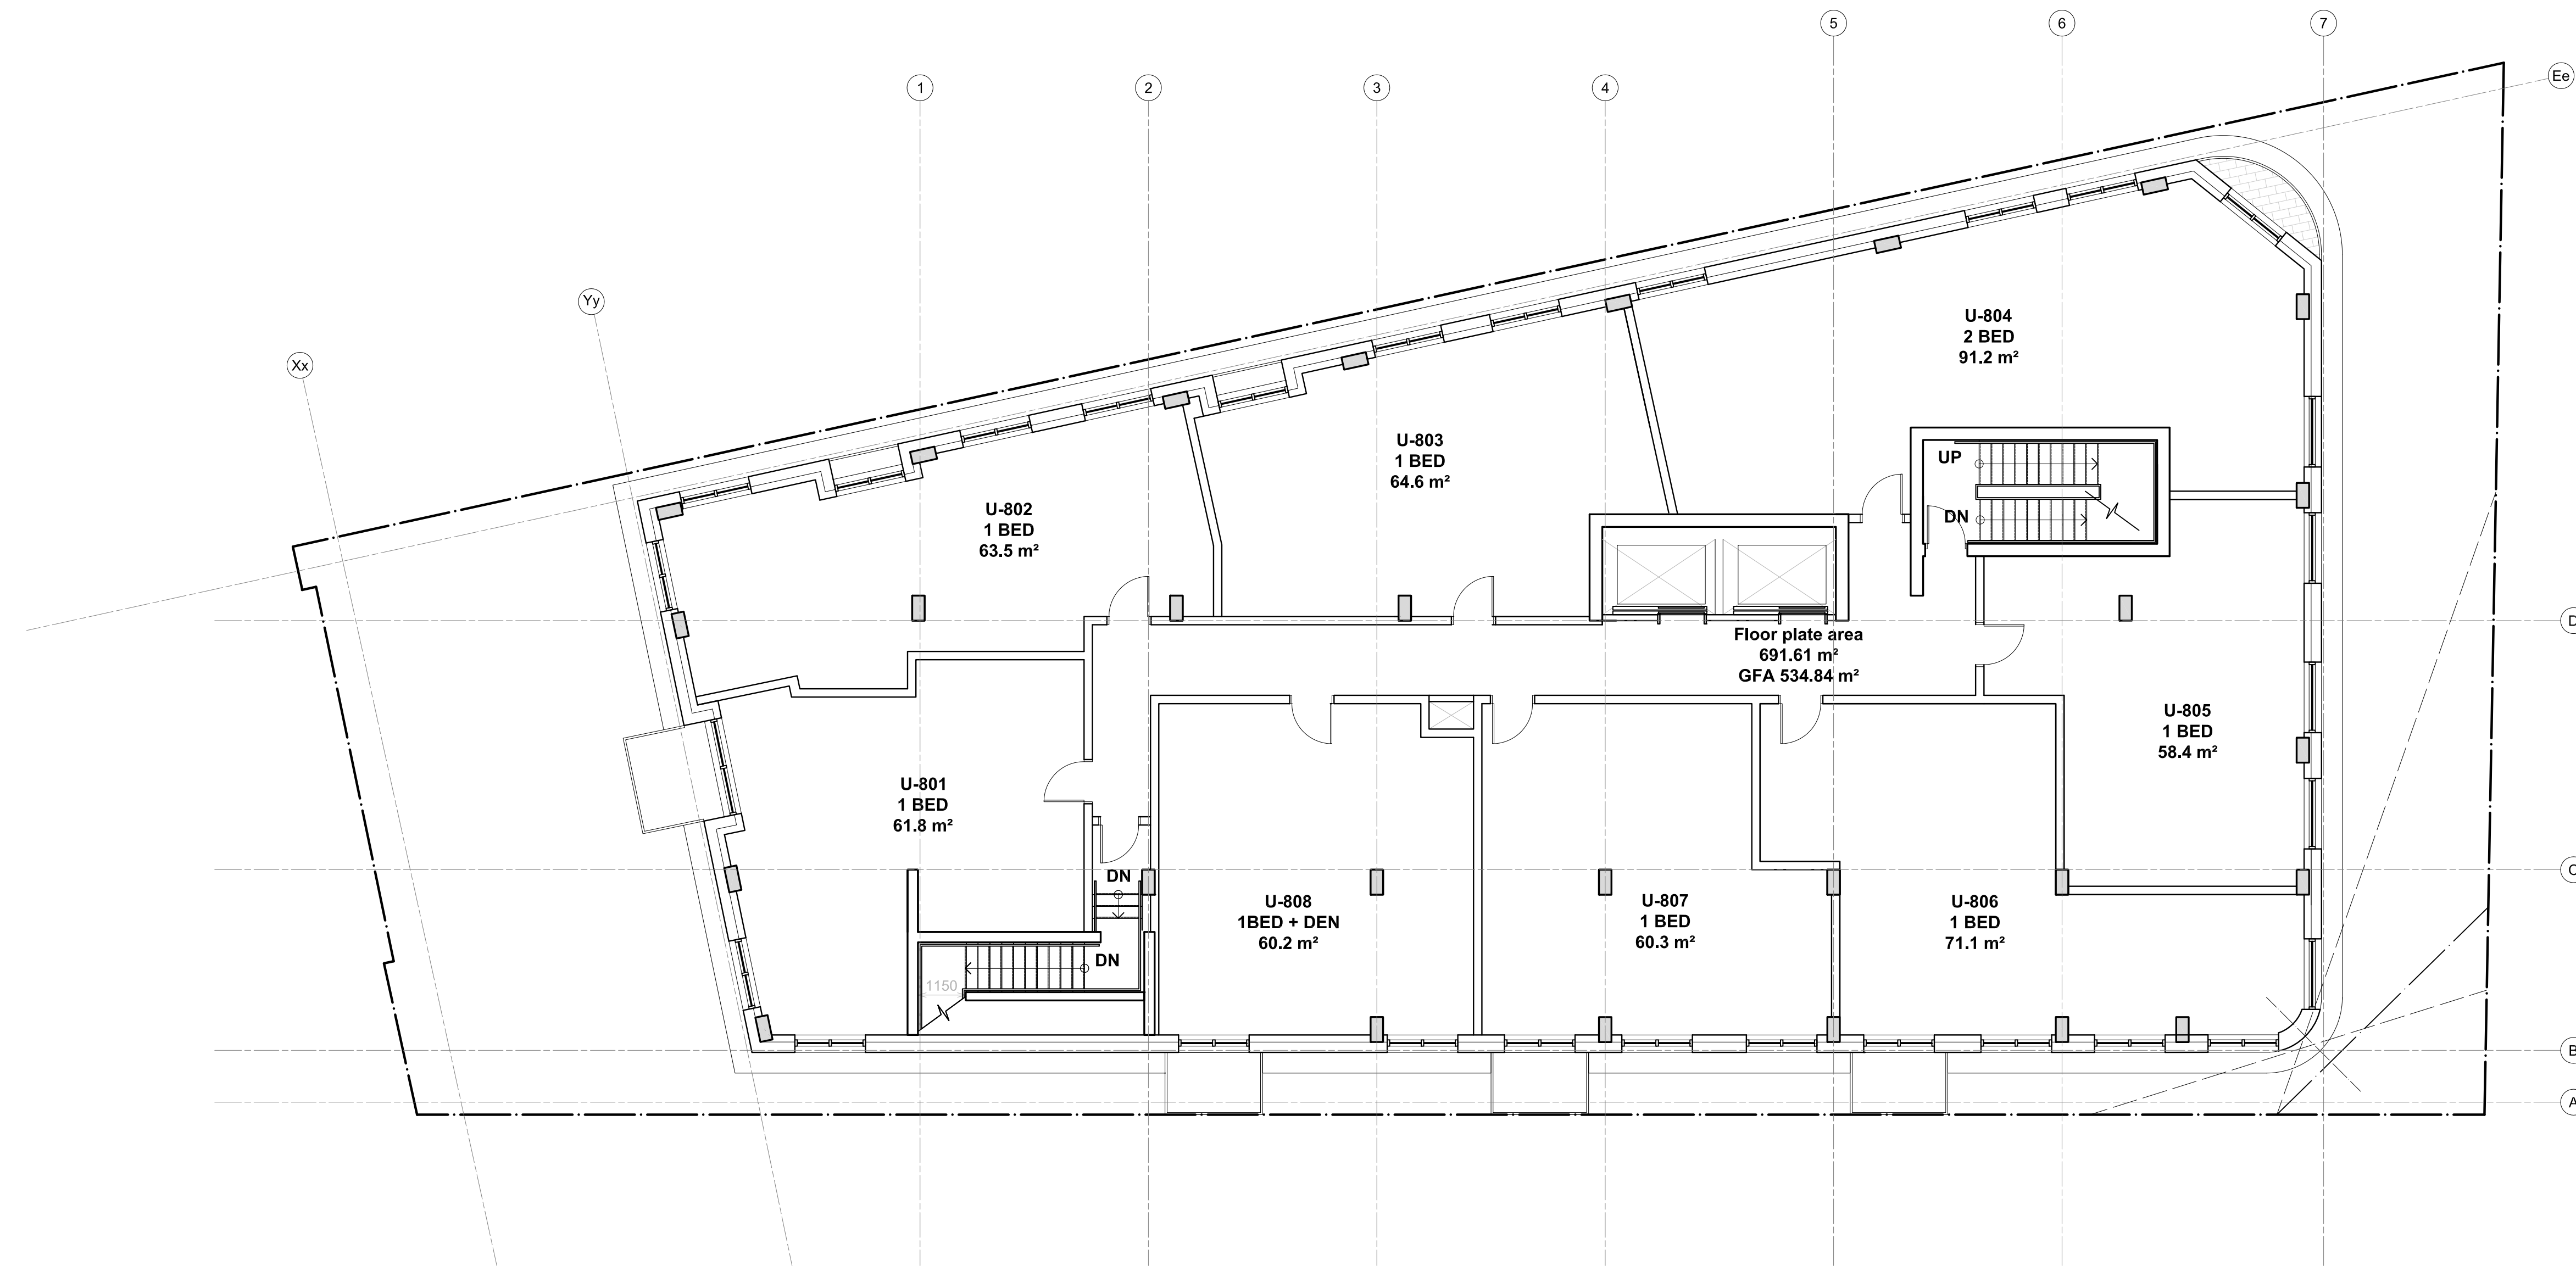 5
6
7
Ee
1
2
3
4
Yy
U-804
2 BED
91.2 m²
Xx
U-803
1 BED
64.6 m²
UP
U-802
1 BED
63.5 m²
DN
D
Floor plate area
691.61 m²
GFA 534.84 m²
U-805
1 BED
58.4 m²
U-801
1 BED
61.8 m²
C
DN
U-808
1BED + DEN
60.2 m²
U-807
1 BED
60.3 m²
U-806
1 BED
71.1 m²
DN
1150
B
A